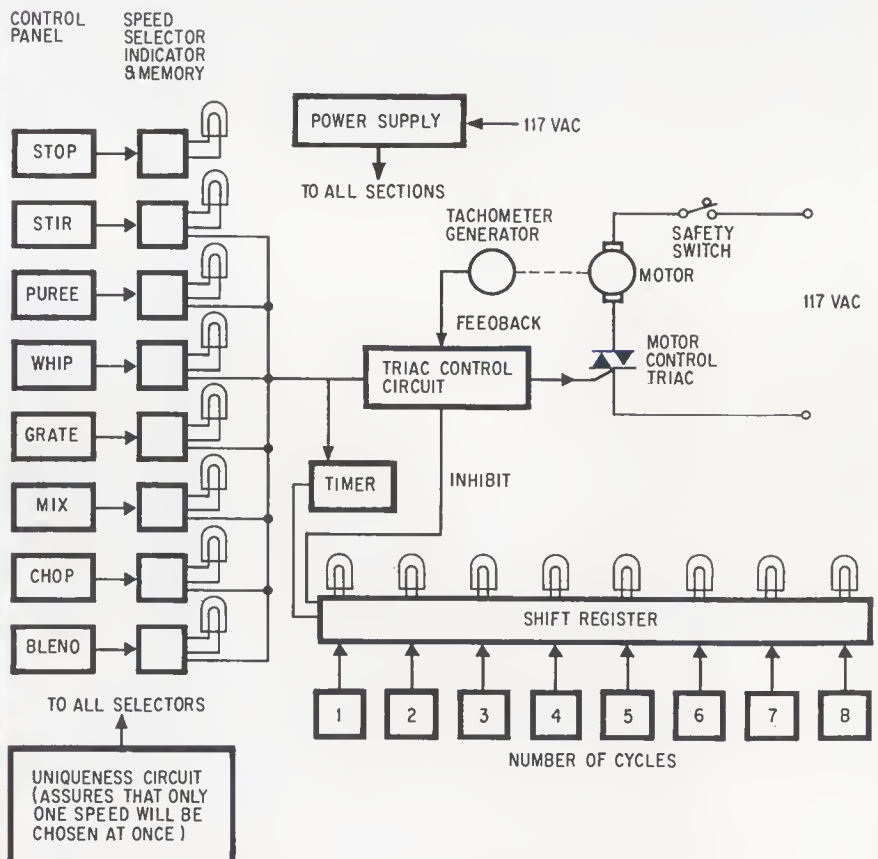 CONTROL
PANEL
SPEED
SELECTOR
INDICATOR
& MEMORY
STOP
STIR
PUREE
WHIP
GRATE
MIX
CHOP
BLENO
TO ALL SELECTORS
UNIQUENESS CIRCUIT
(ASSURES THAT ONLY
ONE SPEED WILL BE
CHOSEN AT ONCE)
POWER SUPPLY
117 VAC
TO ALL SECTIONS
TACHOMETER
GENERATOR
SAFETY
SWITCH
MOTOR
117 VAC
FEEOBACK
TRIAC CONTROL
CIRCUIT
MOTOR
CONTROL
TRIAC
TIMER
INHIBIT
SHIFT REGISTER
1 2 3 4 5 6 7 8
NUMBER OF CYCLES